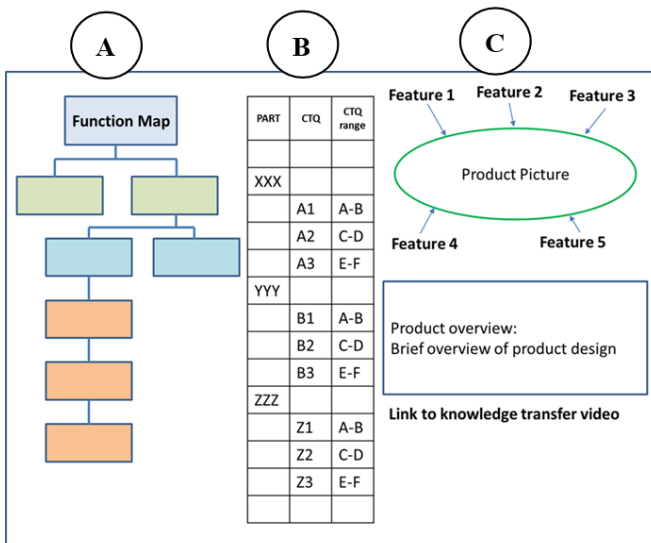 A
B
C
Function Map
PART CTQ CTQ range
XXX
A1 A-B
A2 C-D
A3 E-F
YYY
B1 A-B
B2 C-D
B3 E-F
ZZZ
Z1 A-B
Z2 C-D
Z3 E-F
Feature 1
Feature 2
Feature 3
Product Picture
Feature 4
Feature 5
Product overview:
Brief overview of product design
Link to knowledge transfer video